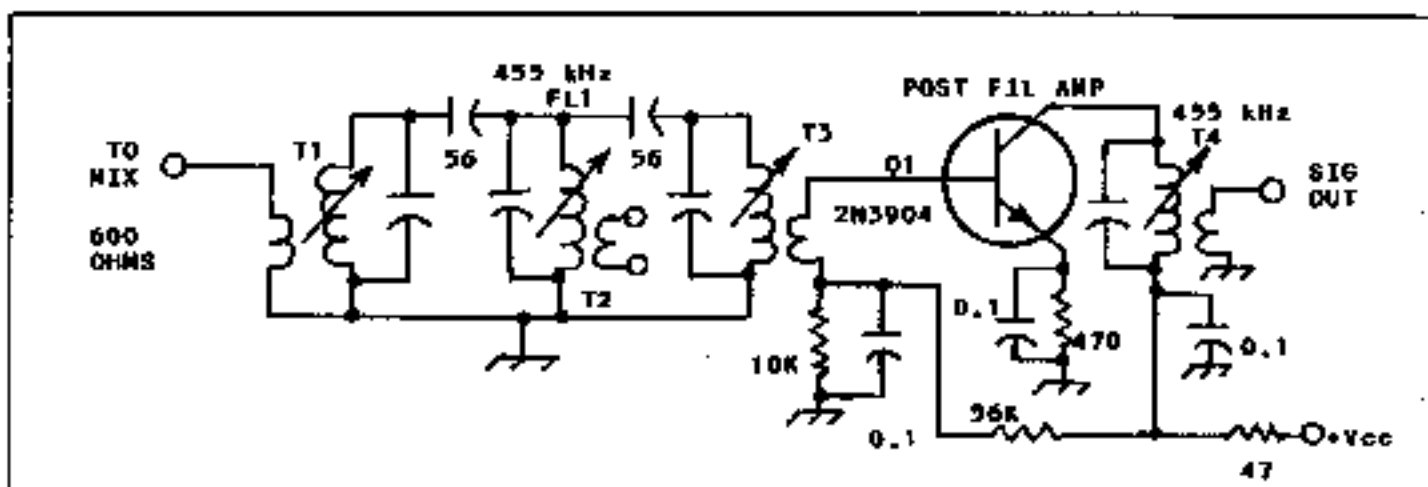 455 kHz
FL1
POST FIL AMP
455 kHz
T4
TO
MIX
T1
56
56
T3
Q1
2N3904
SIG
OUT
600
OHMS
T2
0.1
470
0.1
10K
0.1
56K
+Vcc
47